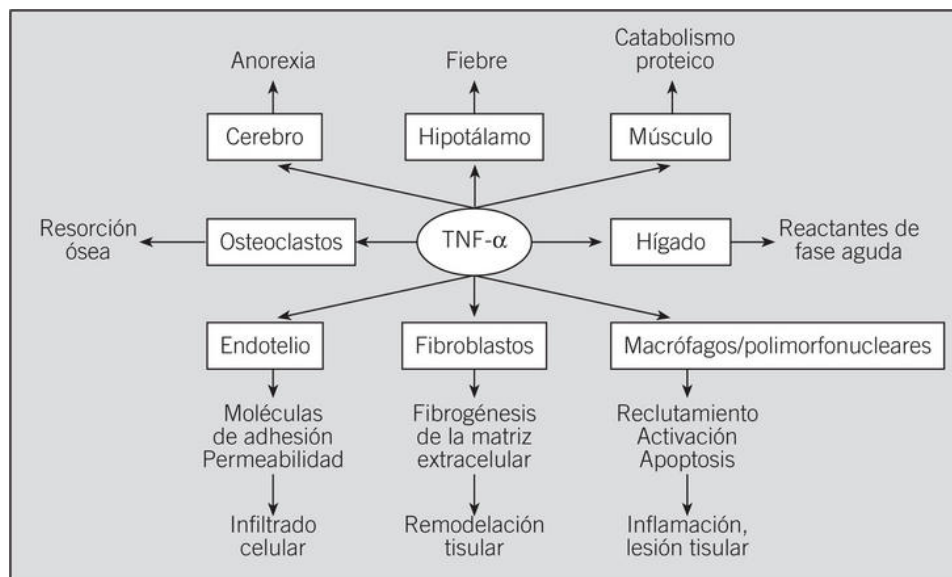 Anorexia
Fiebre
Catabolismo
proteico
Cerebro
Hipotálamo
Músculo
Resorción
ósea
Osteoclastos
TNF-α
Hígado
Reactantes de
fase aguda
Endotelio
Fibroblastos
Macrófagos/polimorfonucleares
Moléculas
de adhesión
Permeabilidad
Fibrogénesis
de la matriz
extracelular
Reclutamiento
Activación
Apoptosis
Infiltrado
celular
Remodelación
tisular
Inflamación,
lesión tisular